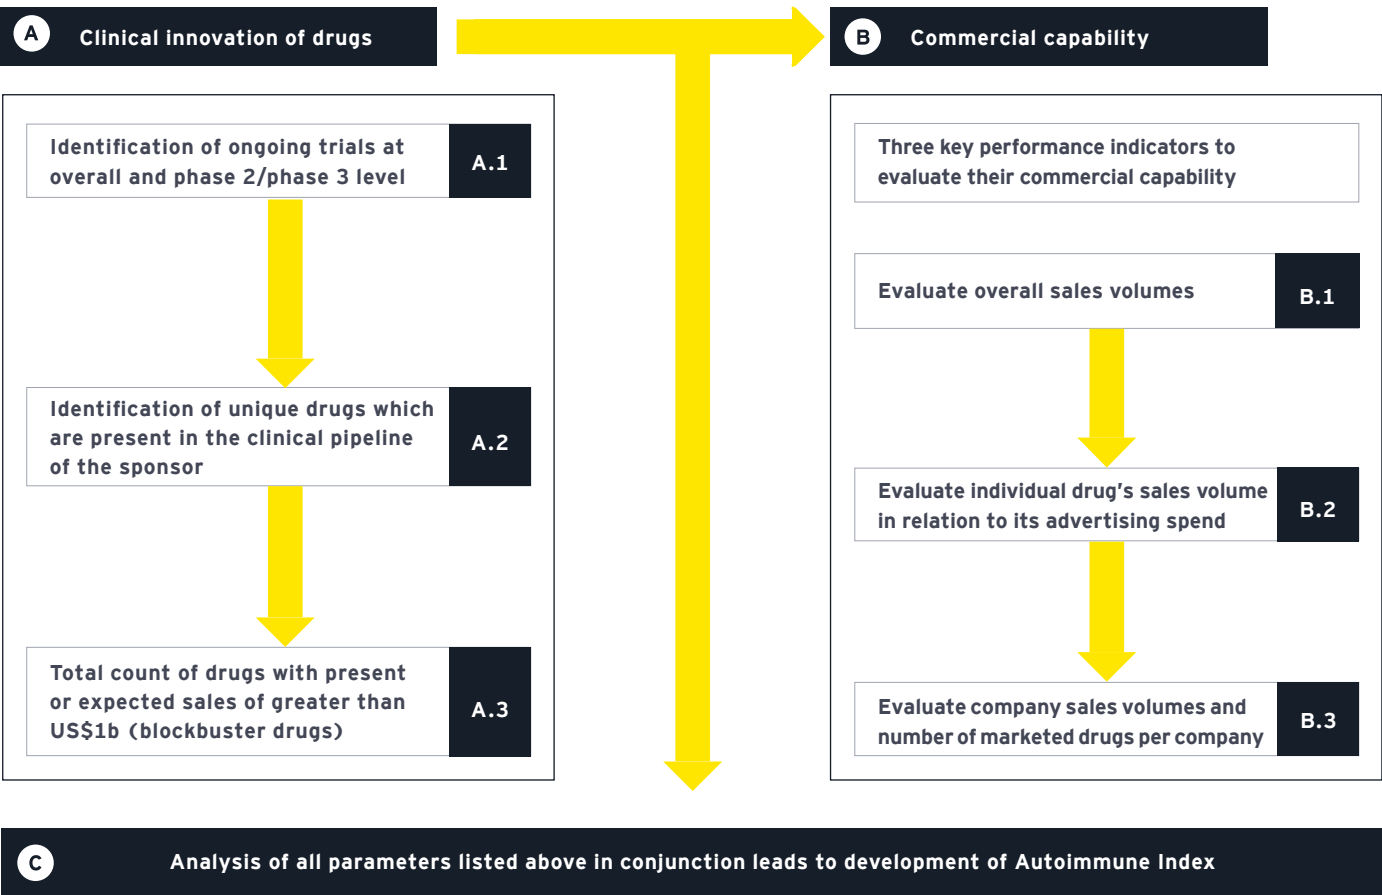 A
Clinical innovation of drugs
Identification of ongoing trials at
overall and phase 2/phase 3 level
A.1
Identification of unique drugs which
are present in the clinical pipeline
of the sponsor
A.2
Total count of drugs with present
or expected sales of greater than
US$1b (blockbuster drugs)
A.3
B
Commercial capability
Three key performance indicators to
evaluate their commercial capability
Evaluate overall sales volumes
B.1
Evaluate individual drug’s sales volume
in relation to its advertising spend
B.2
Evaluate company sales volumes and
number of marketed drugs per company
B.3
C
Analysis of all parameters listed above in conjunction leads to development of Autoimmune Index